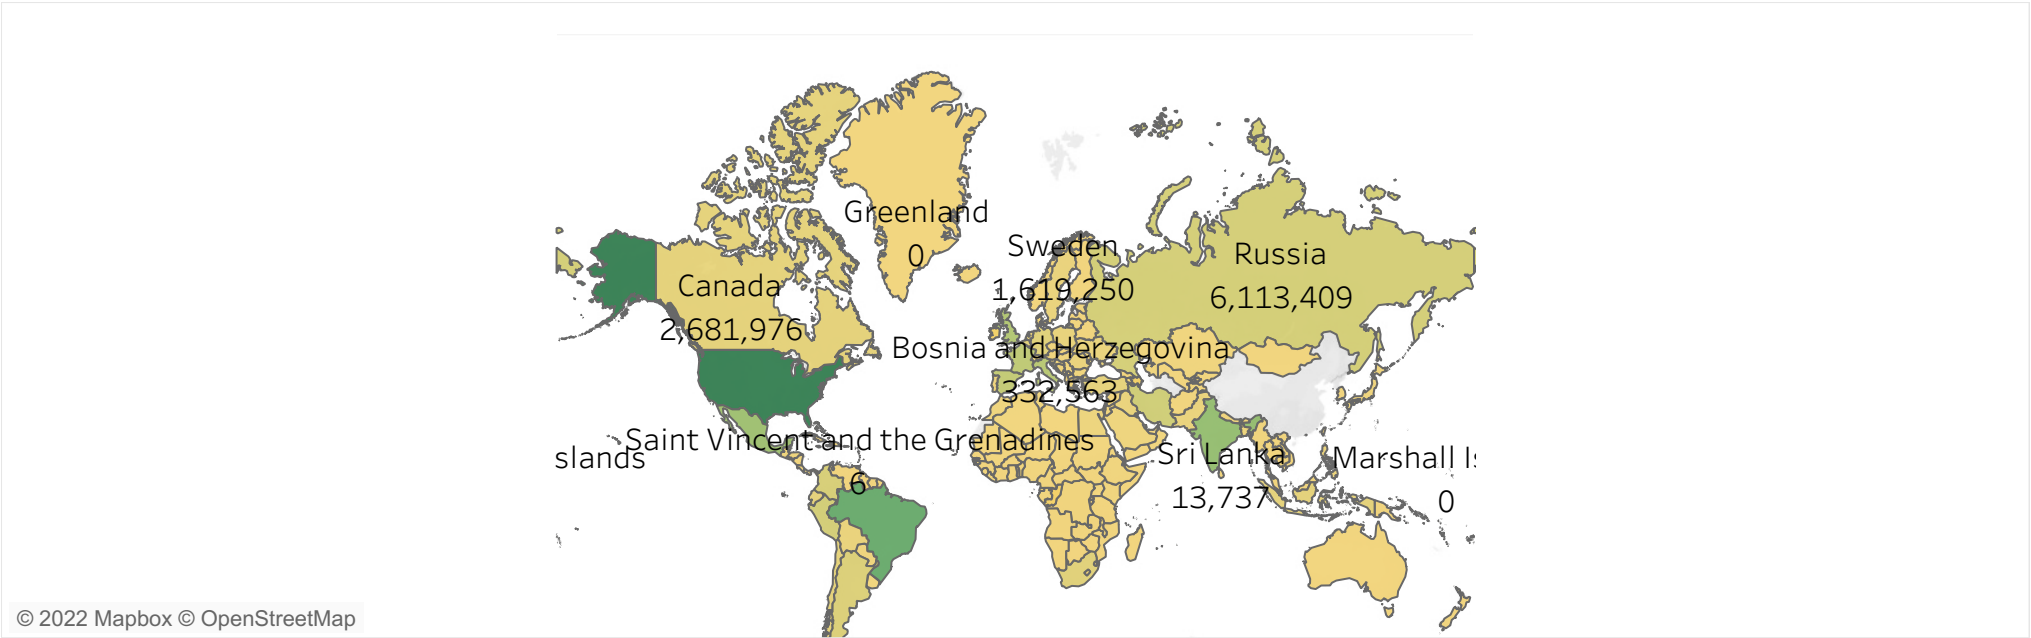 Greenland
0
Sweden
1,619,250
Russia
6,113,409
Canada
2,681,976
Bosnia and Herzegovina
332,563
Saint Vincent and the Grenadines
6
slands
Sri Lanka
13,737
Marshall Is
0
© 2022 Mapbox © OpenStreetMap